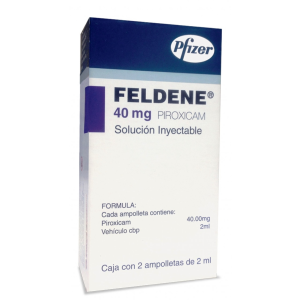 Pfizer
FELDENE®
40 mg PIROXICAM
Solución Inyectable
FORMULA:
Cada ampolleta contiene:
Piroxicam 40.00mg
Vehículo cbp 2ml
Caja con 2 ampolletas de 2 ml